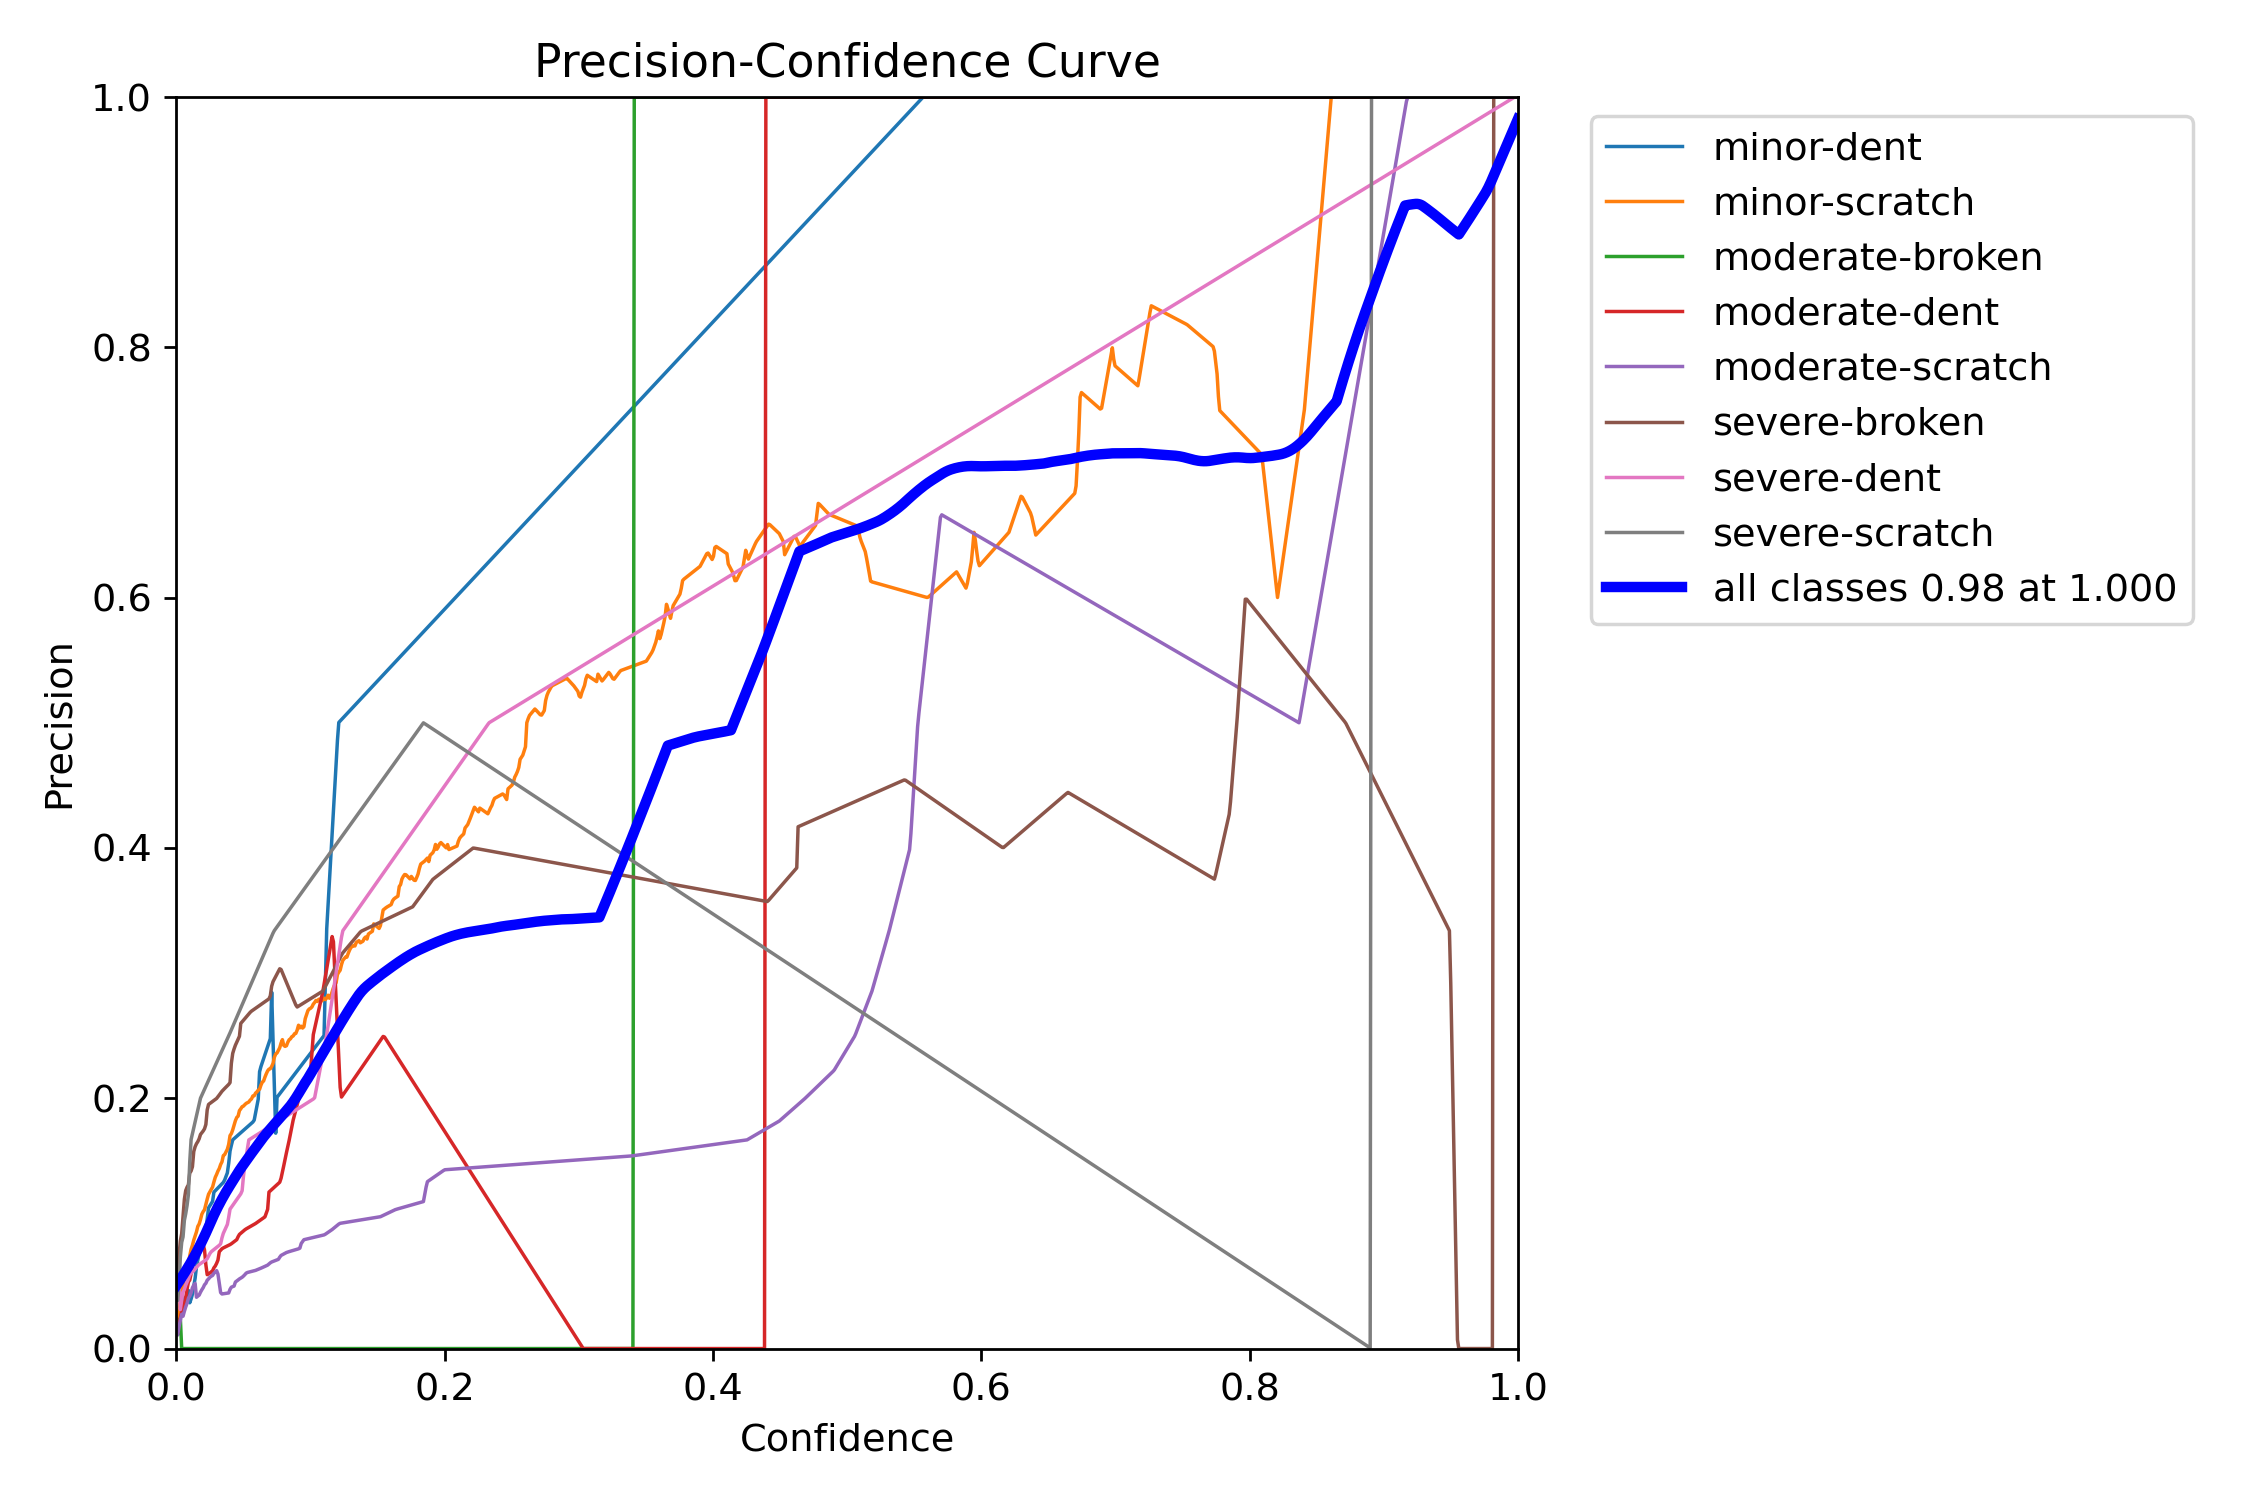 Precision-Confidence Curve
1.0
0.8
0.6
0.4
0.2
0.0
Precision
0.0 0.2 0.4 0.6 0.8 1.0
Confidence
minor-dent
minor-scratch
moderate-broken
moderate-dent
moderate-scratch
severe-broken
severe-dent
severe-scratch
all classes 0.98 at 1.000